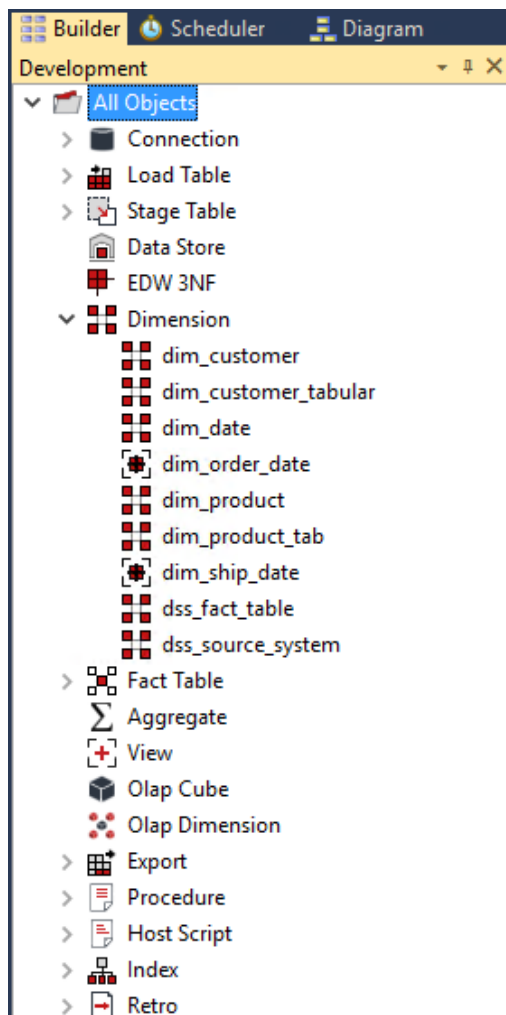 Builder Scheduler Diagram
Development
All Objects
Connection
Load Table
Stage Table
Data Store
EDW 3NF
Dimension
dim_customer
dim_customer_tabular
dim_date
dim_order_date
dim_product
dim_product_tab
dim_ship_date
dss_fact_table
dss_source_system
Fact Table
Aggregate
View
Olap Cube
Olap Dimension
Export
Procedure
Host Script
Index
Retro